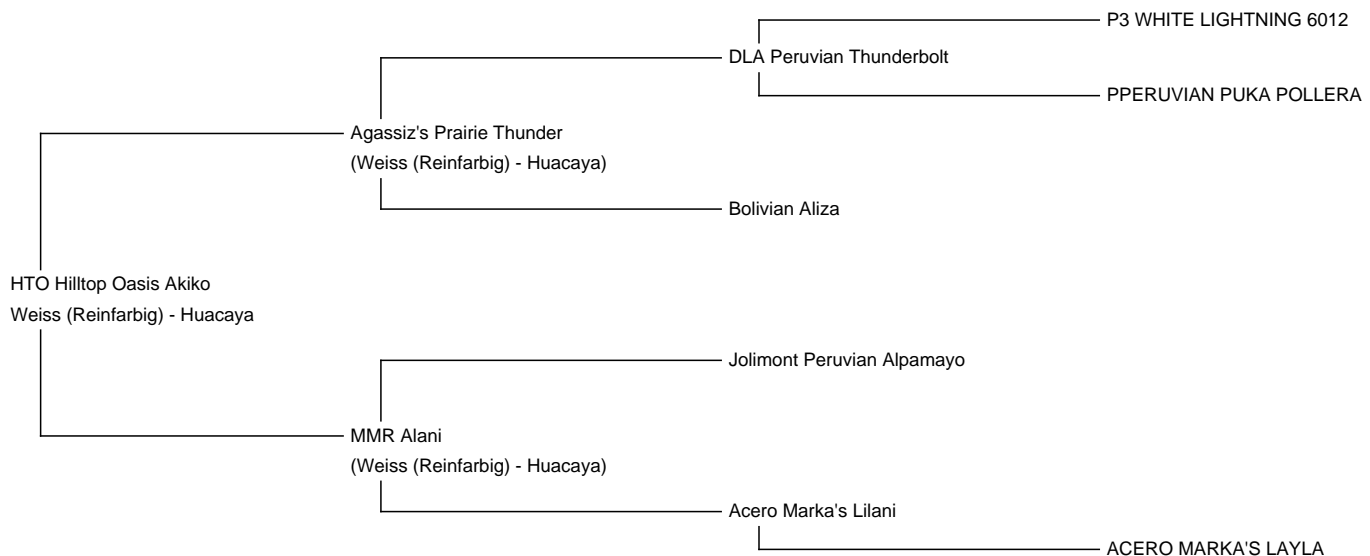 P3 WHITE LIGHTNING 6012
DLA Peruvian Thunderbolt
PPERUVIAN PUKA POLLERA
Agassiz's Prairie Thunder
(Weiss (Reinfarbig) - Huacaya)
Bolivian Aliza
HTO Hilltop Oasis Akiko
Weiss (Reinfarbig) - Huacaya
Jolimont Peruvian Alpamayo
MMR Alani
(Weiss (Reinfarbig) - Huacaya)
Acero Marka's Lilani
ACERO MARKA'S LAYLA